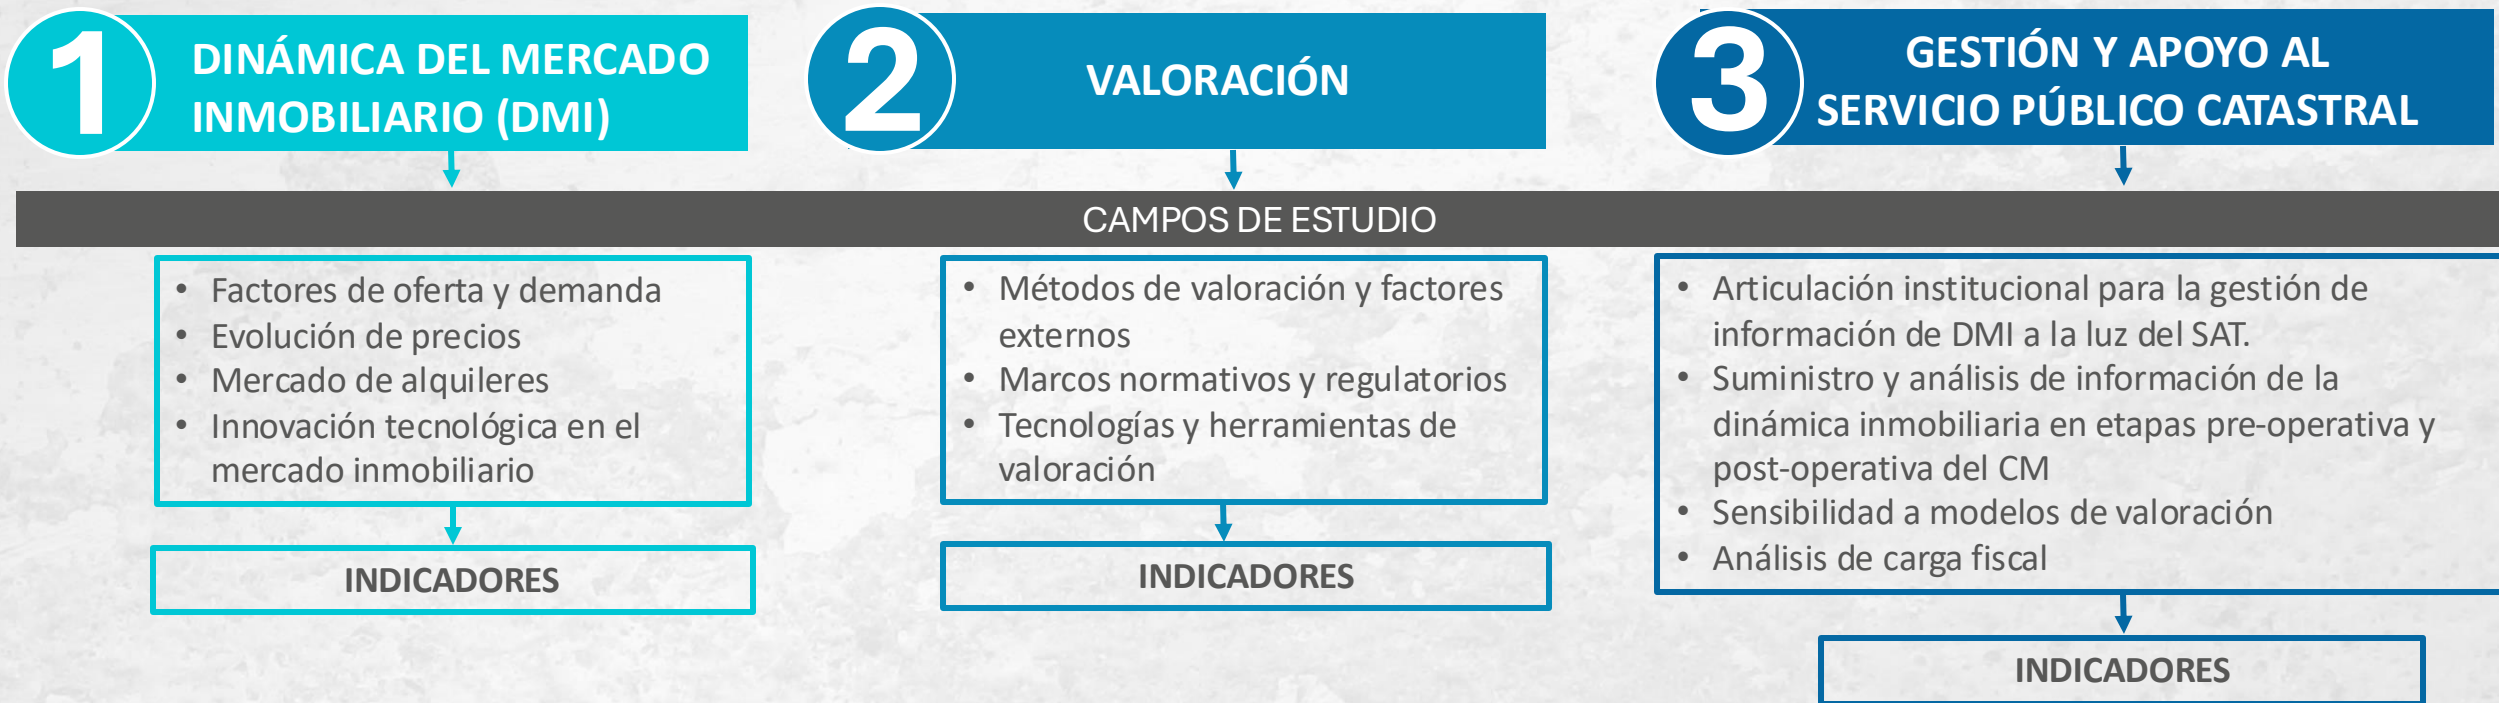 1
DINÁMICA DEL MERCADO
INMOBILIARIO (DMI)
2
VALORACIÓN
3
GESTIÓN Y APOYO AL
SERVICIO PÚBLICO CATASTRAL
CAMPOS DE ESTUDIO
• Factores de oferta y demanda
• Evolución de precios
• Mercado de alquileres
• Innovación tecnológica en el
mercado inmobiliario
INDICADORES
• Métodos de valoración y factores
externos
• Marcos normativos y regulatorios
• Tecnologías y herramientas de
valoración
INDICADORES
• Articulación institucional para la gestión de
información de DMI a la luz del SAT.
• Suministro y análisis de información de la
dinámica inmobiliaria en etapas pre-operativa y
post-operativa del CM
• Sensibilidad a modelos de valoración
• Análisis de carga fiscal
INDICADORES